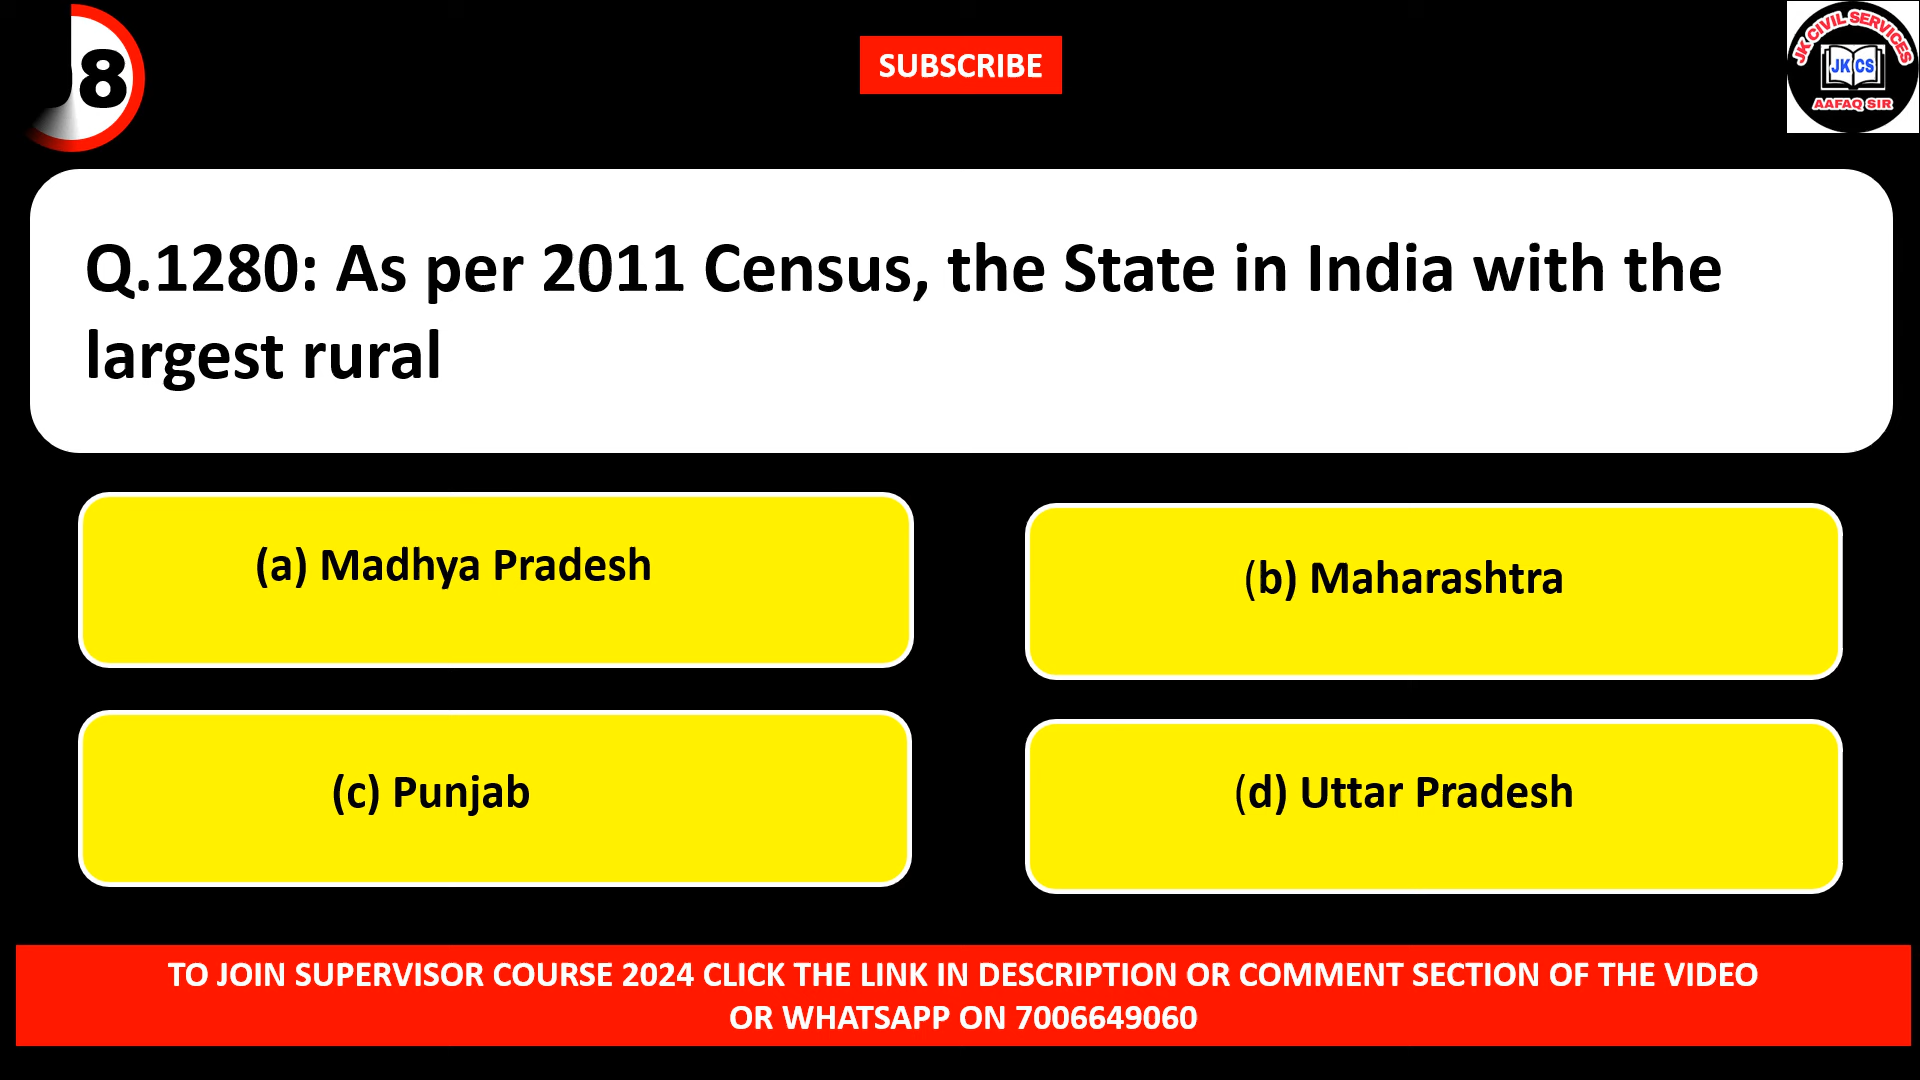 8
SUBSCRIBE
JK CIVIL SERVICES
JK CS
AAFAQ SIR
Q.1280: As per 2011 Census, the State in India with the
largest rural
(a) Madhya Pradesh
(b) Maharashtra
(c) Punjab
(d) Uttar Pradesh
TO JOIN SUPERVISOR COURSE 2024 CLICK THE LINK IN DESCRIPTION OR COMMENT SECTION OF THE VIDEO
OR WHATSAPP ON 7006649060